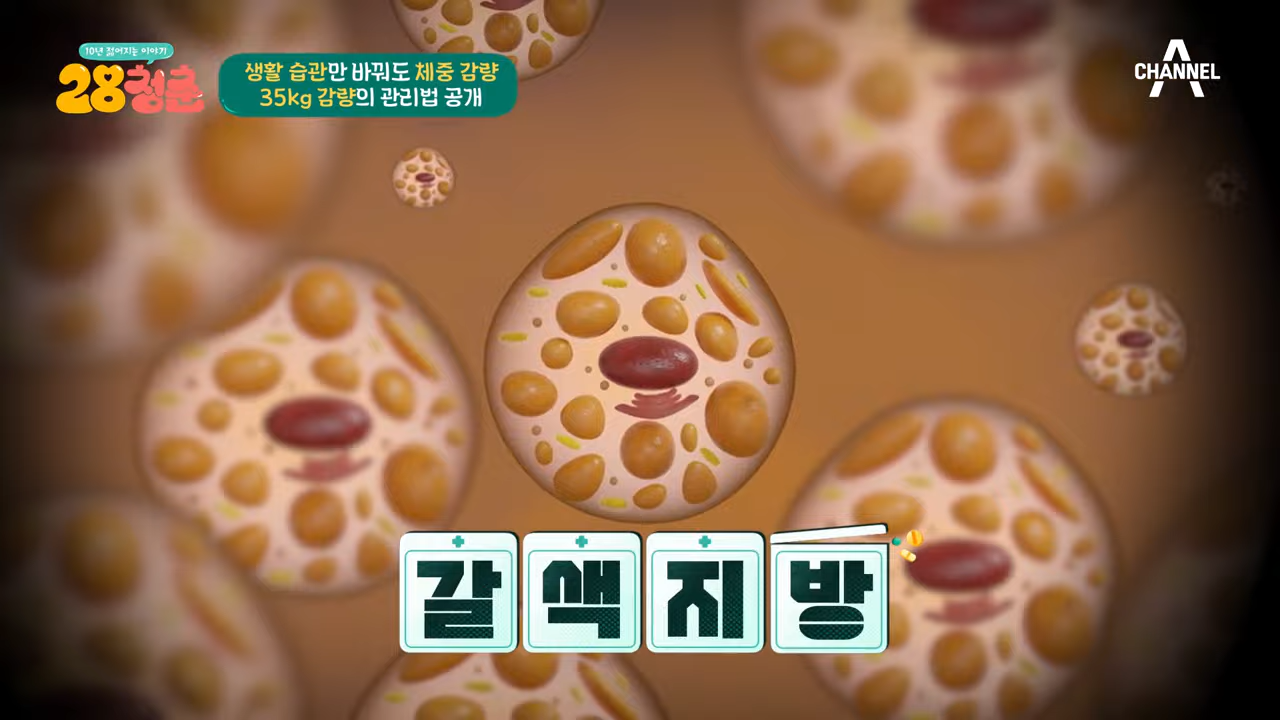 10년 젊어지는 이야기
28청춘
생활 습관만 바꿔도 체중 감량
35kg 감량의 관리법 공개
CHANNEL A
갈색지방